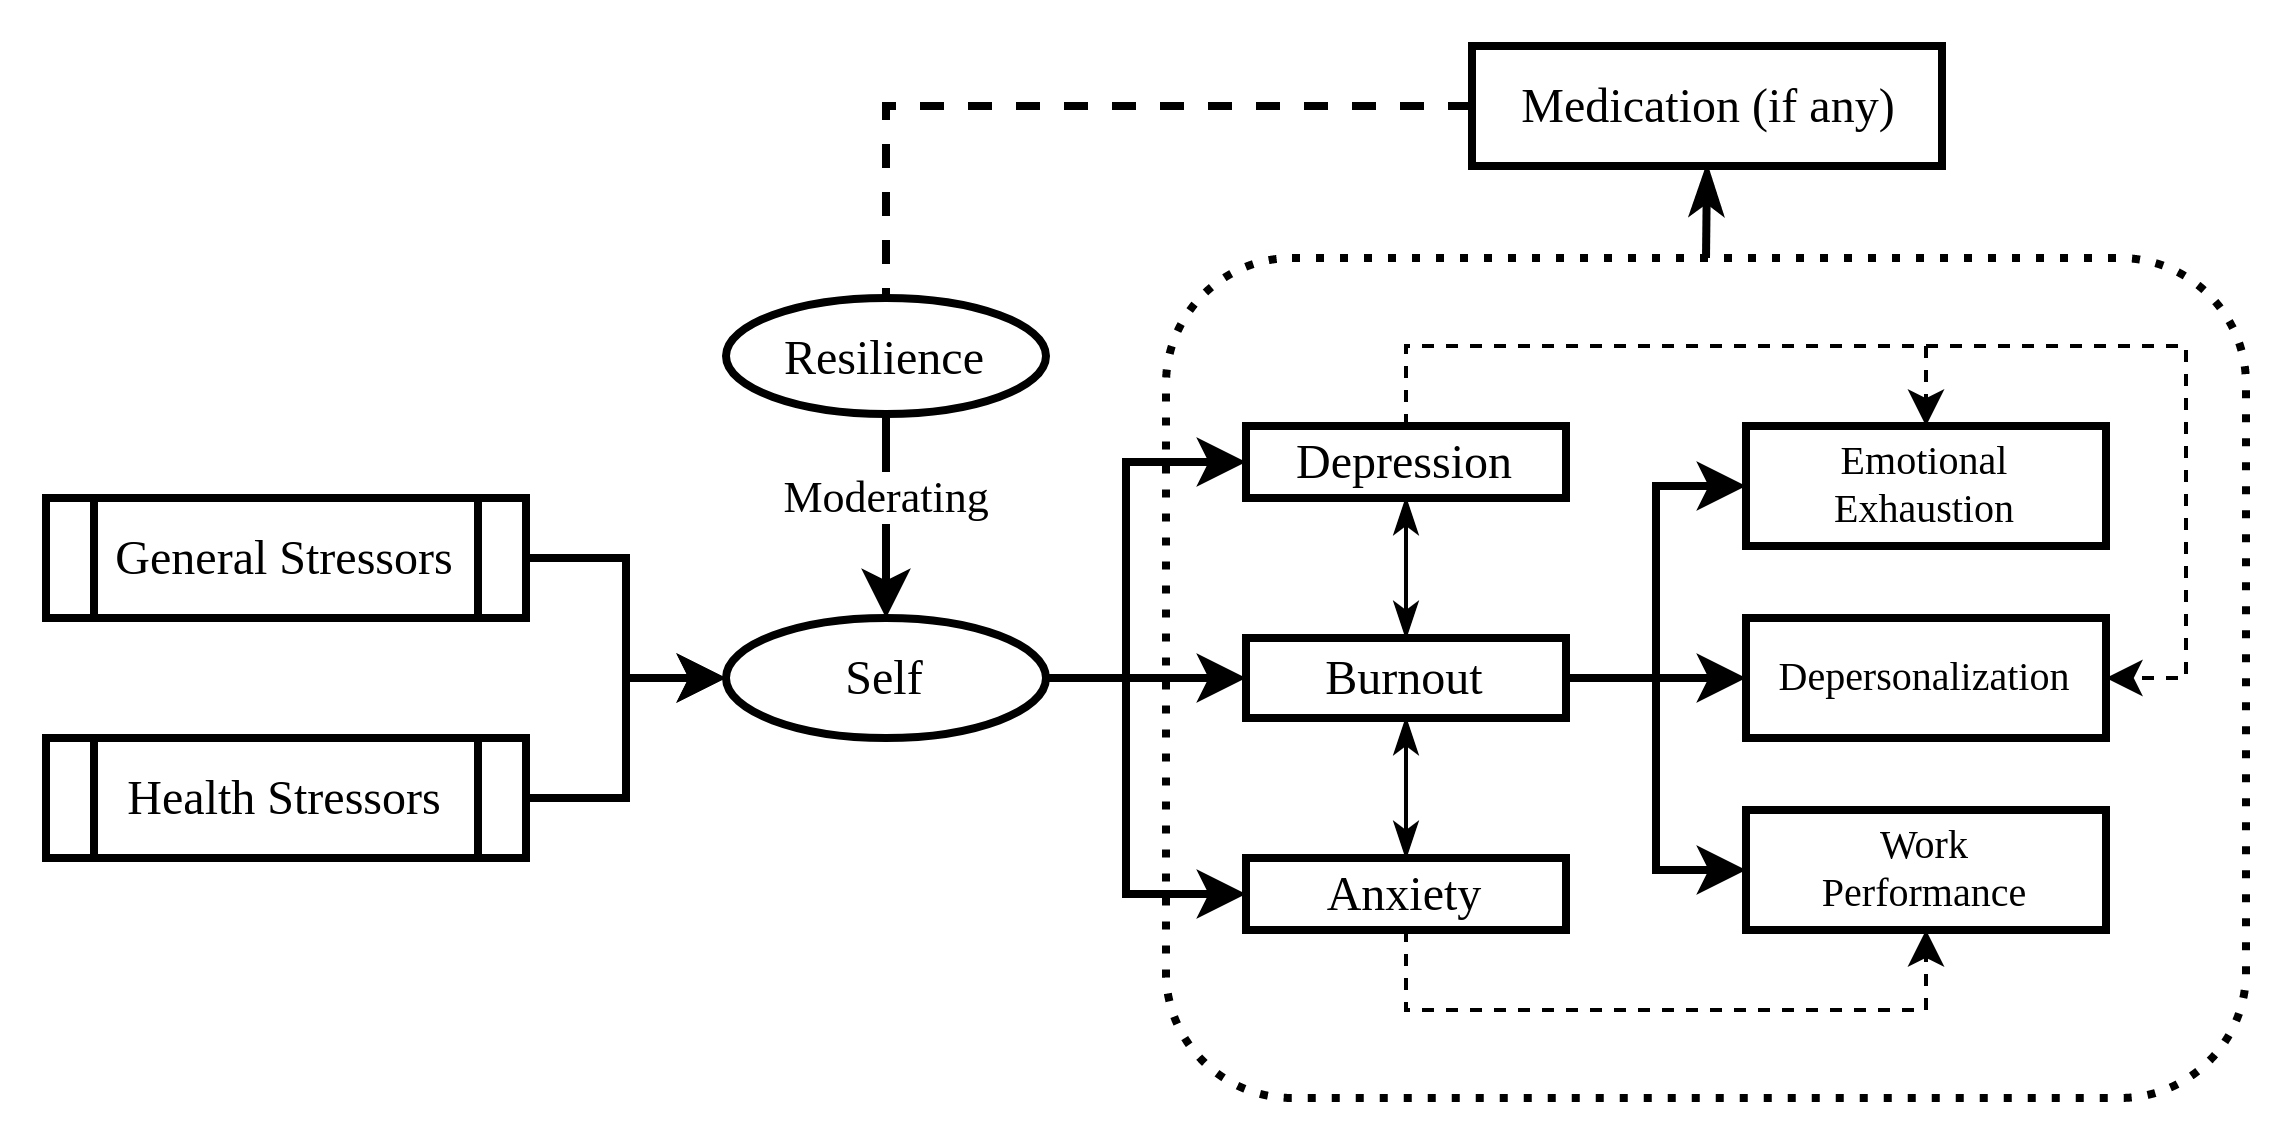 Medication (if any)
Resilience
Moderating
General Stressors
Health Stressors
Self
Depression
Burnout
Anxiety
Emotional
Exhaustion
Depersonalization
Work
Performance